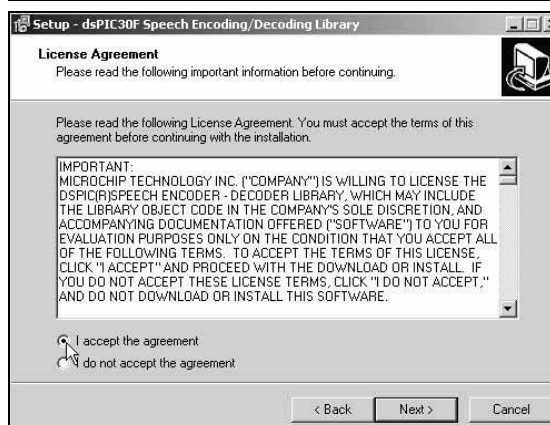 Setup - dsPIC30F Speech Encoding/Decoding Library
License Agreement
Please read the following important information before continuing.
Please read the following License Agreement. You must accept the terms of this
agreement before continuing with the installation.
IMPORTANT:
MICROCHIP TECHNOLOGY INC. ("COMPANY") IS WILLING TO LICENSE THE
DSPIC(R)SPEECH ENCODER - DECODER LIBRARY, WHICH MAY INCLUDE
THE LIBRARY OBJECT CODE IN THE COMPANY'S SOLE DISCRETION, AND
ACCOMPANYING DOCUMENTATION OFFERED ("SOFTWARE") TO YOU FOR
EVALUATION PURPOSES ONLY ON THE CONDITION THAT YOU ACCEPT ALL
OF THE FOLLOWING TERMS. TO ACCEPT THE TERMS OF THIS LICENSE,
CLICK "I ACCEPT" AND PROCEED WITH THE DOWNLOAD OR INSTALL. IF
YOU DO NOT ACCEPT THESE LICENSE TERMS, CLICK "I DO NOT ACCEPT,"
AND DO NOT DOWNLOAD OR INSTALL THIS SOFTWARE.
I accept the agreement
I do not accept the agreement
< Back Next > Cancel